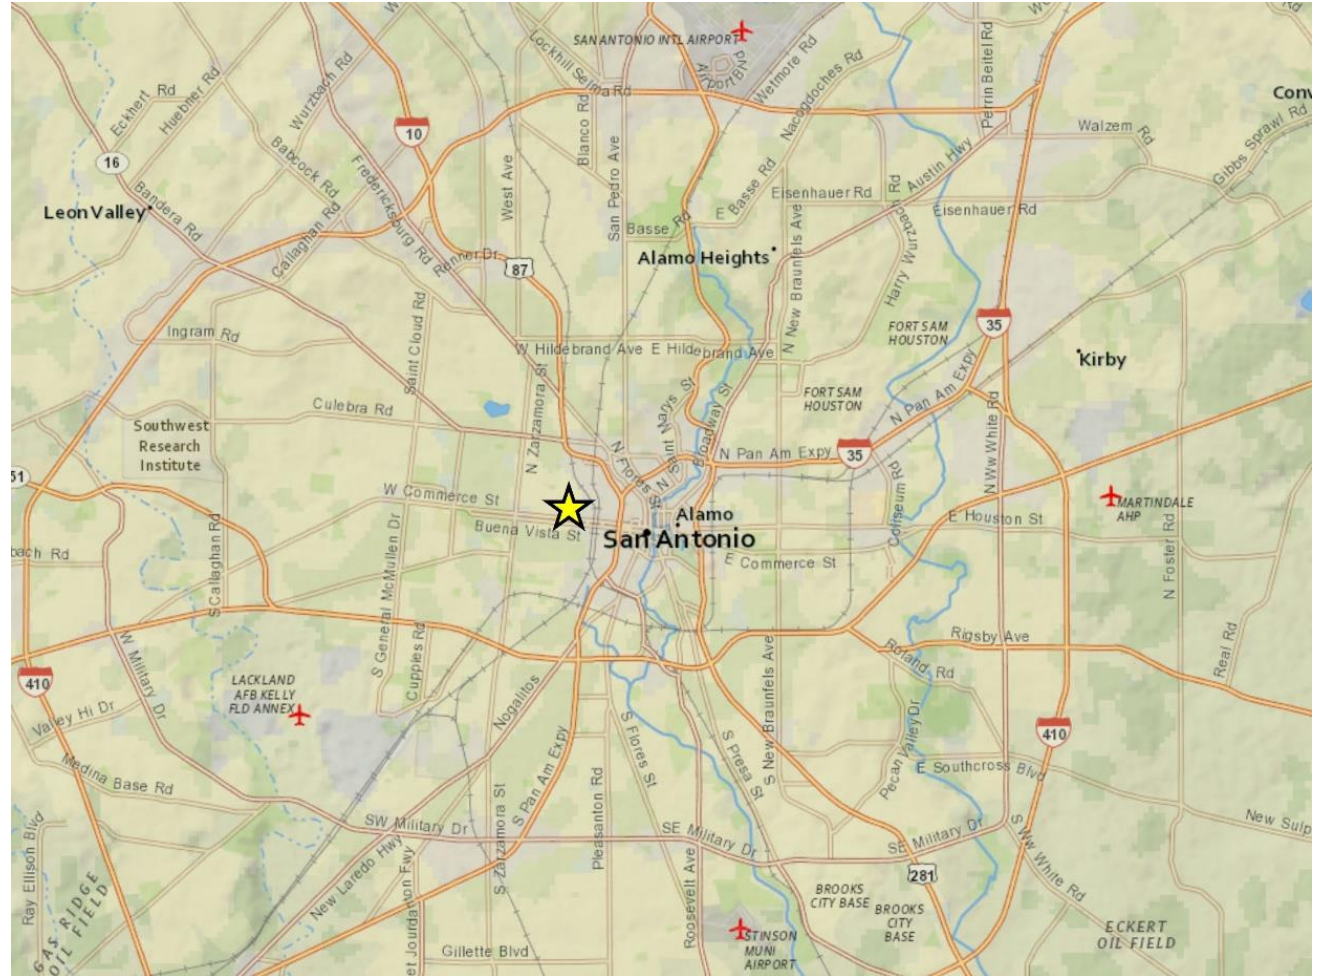 SAN ANTONIO INTL AIRPORT
Lockhill Selma Rd
Airport Blvd
Wetmore Rd
Nacogdoches Rd
Perrin Beitel Rd
Conv
Eckhert Rd
Huebner Rd
Wurzbach Rd
10
Blanco Rd
San Pedro Ave
Walzem Rd
Gibbs Sprawl Rd
16
Babcock Rd
Fredericksburg Rd
West Ave
Austin Hwy
E Basse Rd
Eisenhauer Rd
Eisenhauer Rd
Bandera Rd
Leon Valley
Callaghan Rd
Basse Rd
Alamo Heights
N New Braunfels Ave
Harry Wurzbach Rd
Renner Dr
87
Ingram Rd
Saint Cloud Rd
FORT SAM
HOUSTON
35
W Hildebrand Ave
E Hildebrand Ave
Kirby
N Zarzamora St
N Saint Marys St
Broadway St
FORT SAM
HOUSTON
N Pan Am Expy
Culebra Rd
Southwest
Research
Institute
N Flores St
N Pan Am Expy
35
N Ww White Rd
51
W Commerce St
Buena Vista St
Alamo
San Antonio
Coliseum Rd
E Houston St
MARTINDALE
AHP
bach Rd
S Callaghan Rd
S General McMullen Dr
E Commerce St
N Foster Rd
W Military Dr
Cupples Rd
Rigsby Ave
Roland Rd
Real Rd
410
LACKLAND
AFB KELLY
FLD ANNEX
Valley Hi Dr
Nogalitos
S Flores St
S Presa St
S New Braunfels Ave
Pecan Valley Dr
410
Medina Base Rd
S Pan Am Expy
Pleasanton Rd
E Southcross Blvd
Ray Ellison Blvd
SW Military Dr
S Zarzamora St
SE Military Dr
SE Military Dr
S Ww White Rd
New Sulp
New Laredo Hwy
281
et Jourdanton Fwy
Roosevelt Ave
BROOKS
CITY BASE
BROOKS
CITY
BASE
GAS RIDGE
OIL FIELD
Gillette Blvd
STINSON
MUNI
AIRPORT
ECKERT
OIL FIELD